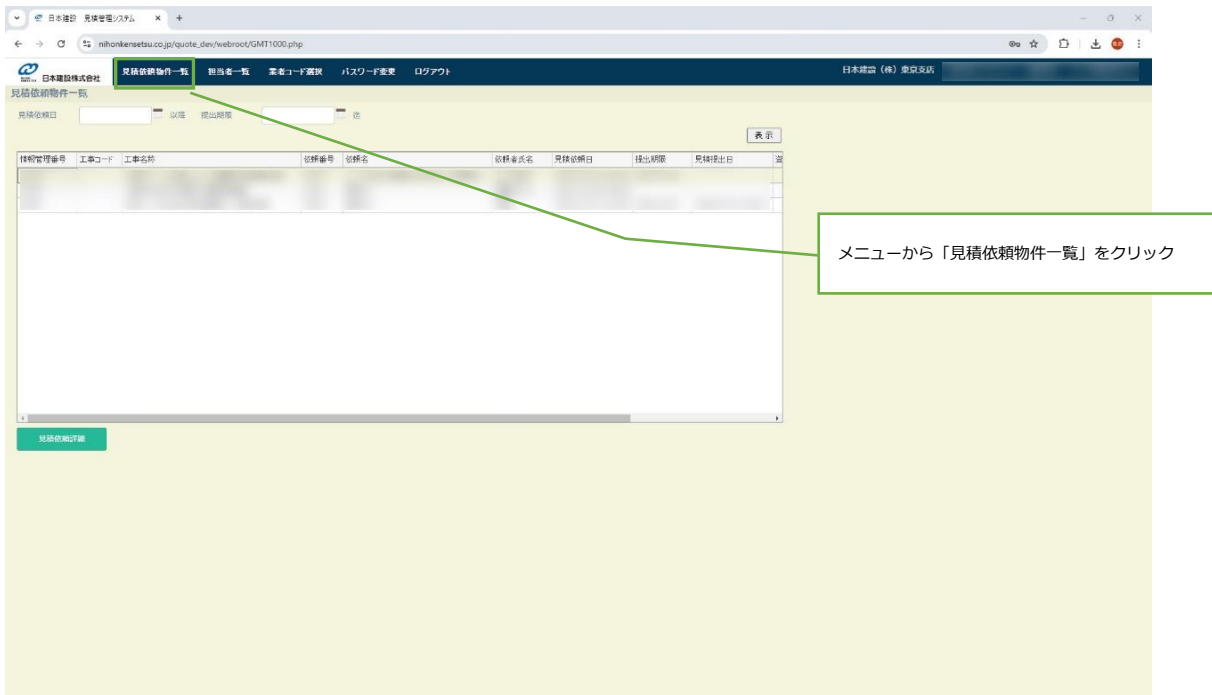 日本建設 見積管理システム
nihonkensetsu.co.jp/quote_dev/webroot/GMT1000.php
日本建設株式会社 見積依頼物件一覧 担当者一覧 業者コード選択 パスワード変更 ログアウト 日本建設（株）東京支店
見積依頼物件一覧
見積依頼日 以降 提出期限 迄
表示
情報管理番号 工事コード 工事名称 依頼番号 依頼名 依頼者氏名 見積依頼日 提出期限 見積提出日
メニューから「見積依頼物件一覧」をクリック
見積依頼詳細